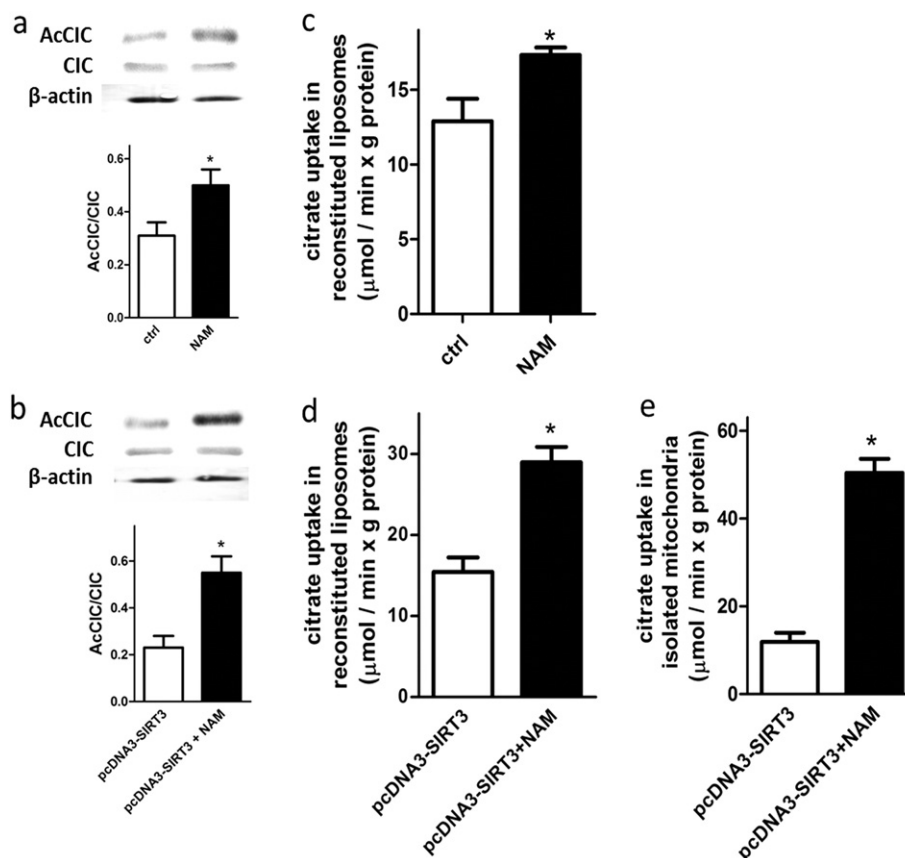 a
AcCIC
CIC
β-actin
AcCIC/CIC
0.6
0.4
0.2
0.0
*
ctrl
NAM
c
citrate uptake in
reconstituted liposomes
(μmol / min x g protein)
15
10
5
0
*
ctrl
NAM
b
AcCIC
CIC
β-actin
AcCIC/CIC
0.6
0.4
0.2
0.0
*
pcDNA3-SIRT3
pcDNA3-SIRT3 + NAM
d
citrate uptake in
reconstituted liposomes
(μmol / min x g protein)
30
15
0
*
pcDNA3-SIRT3
pcDNA3-SIRT3+NAM
e
citrate uptake in
isolated mitochondria
(μmol / min x g protein)
60
40
20
0
*
pcDNA3-SIRT3
pcDNA3-SIRT3+NAM